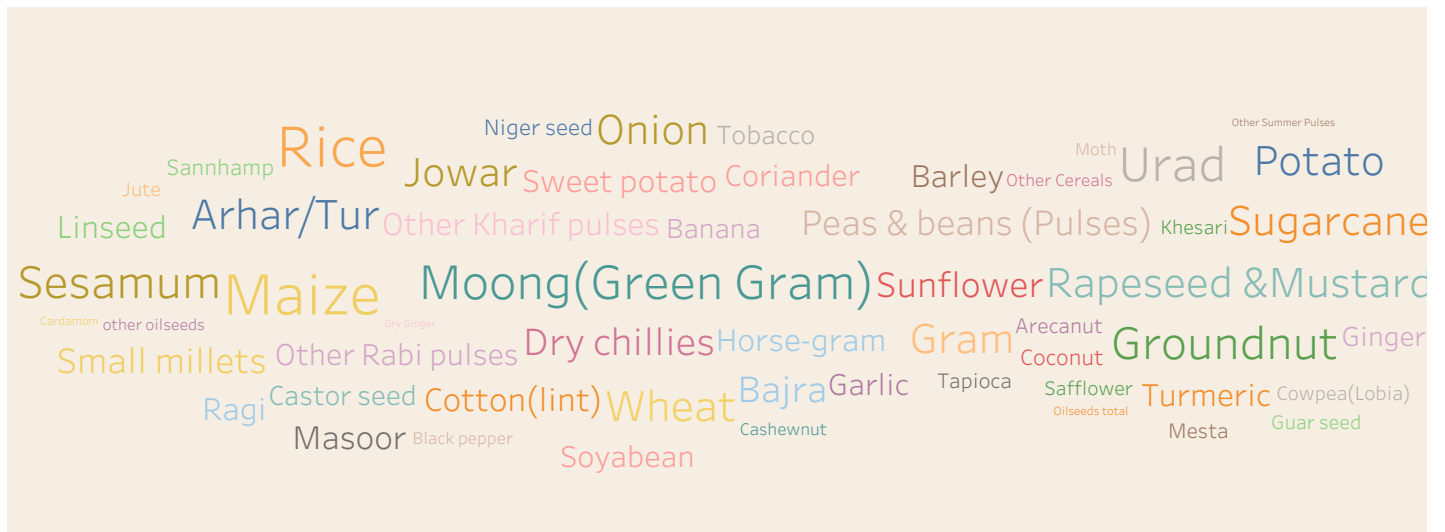 Other Summer Pulses
Niger seed Onion Tobacco
Rice Moth Urad Potato
Sannhamp Jowar Sweet potato Coriander Barley Other Cereals
Jute
Linseed Arhar/Tur Other Kharif pulses Banana Peas & beans (Pulses) Khesari Sugarcane
Sesamum Maize Moong(Green Gram) Sunflower Rapeseed &Mustard
Cardamom other oilseeds Dry Ginger
Dry chillies Horse-gram Gram Arecanut Groundnut Ginger
Small millets Other Rabi pulses Coconut
Ragi Castor seed Cotton(lint) Wheat Bajra Garlic Tapioca Safflower Turmeric Cowpea(Lobia)
Oilseeds total
Masoor Black pepper Cashewnut Mesta Guar seed
Soyabean